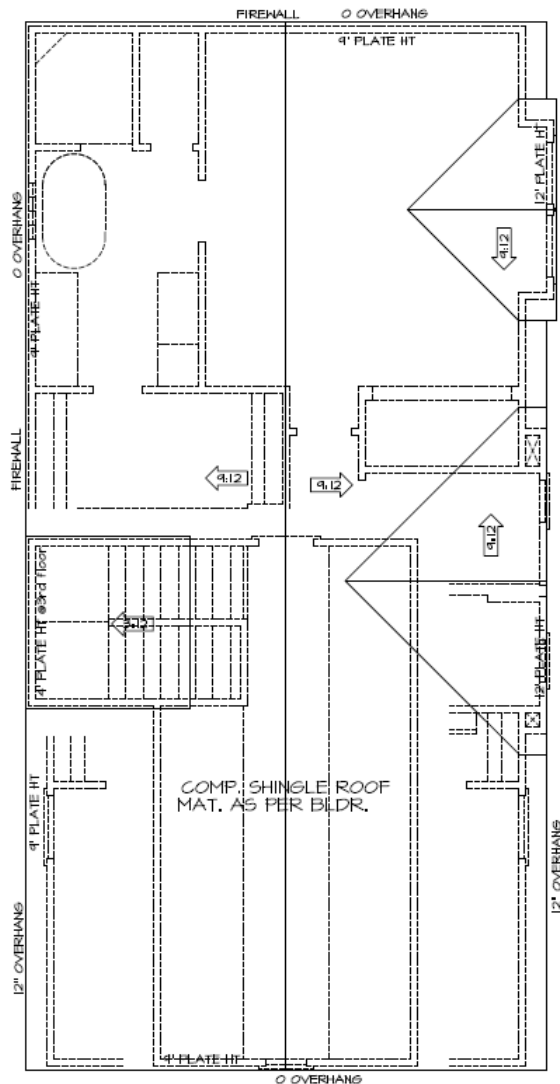 FIREWALL
0 OVERHANG
9' PLATE HT
12' PLATE HT
0 OVERHANG
9:12
9' PLATE HT
FIREWALL
9:12
9:12
9:12
4' PLATE HT @3rd floor
12' PLATE HT
COMP. SHINGLE ROOF
MAT. AS PER BLDR.
9' PLATE HT
12" OVERHANG
12" OVERHANG
9' PLATE HT
0 OVERHANG